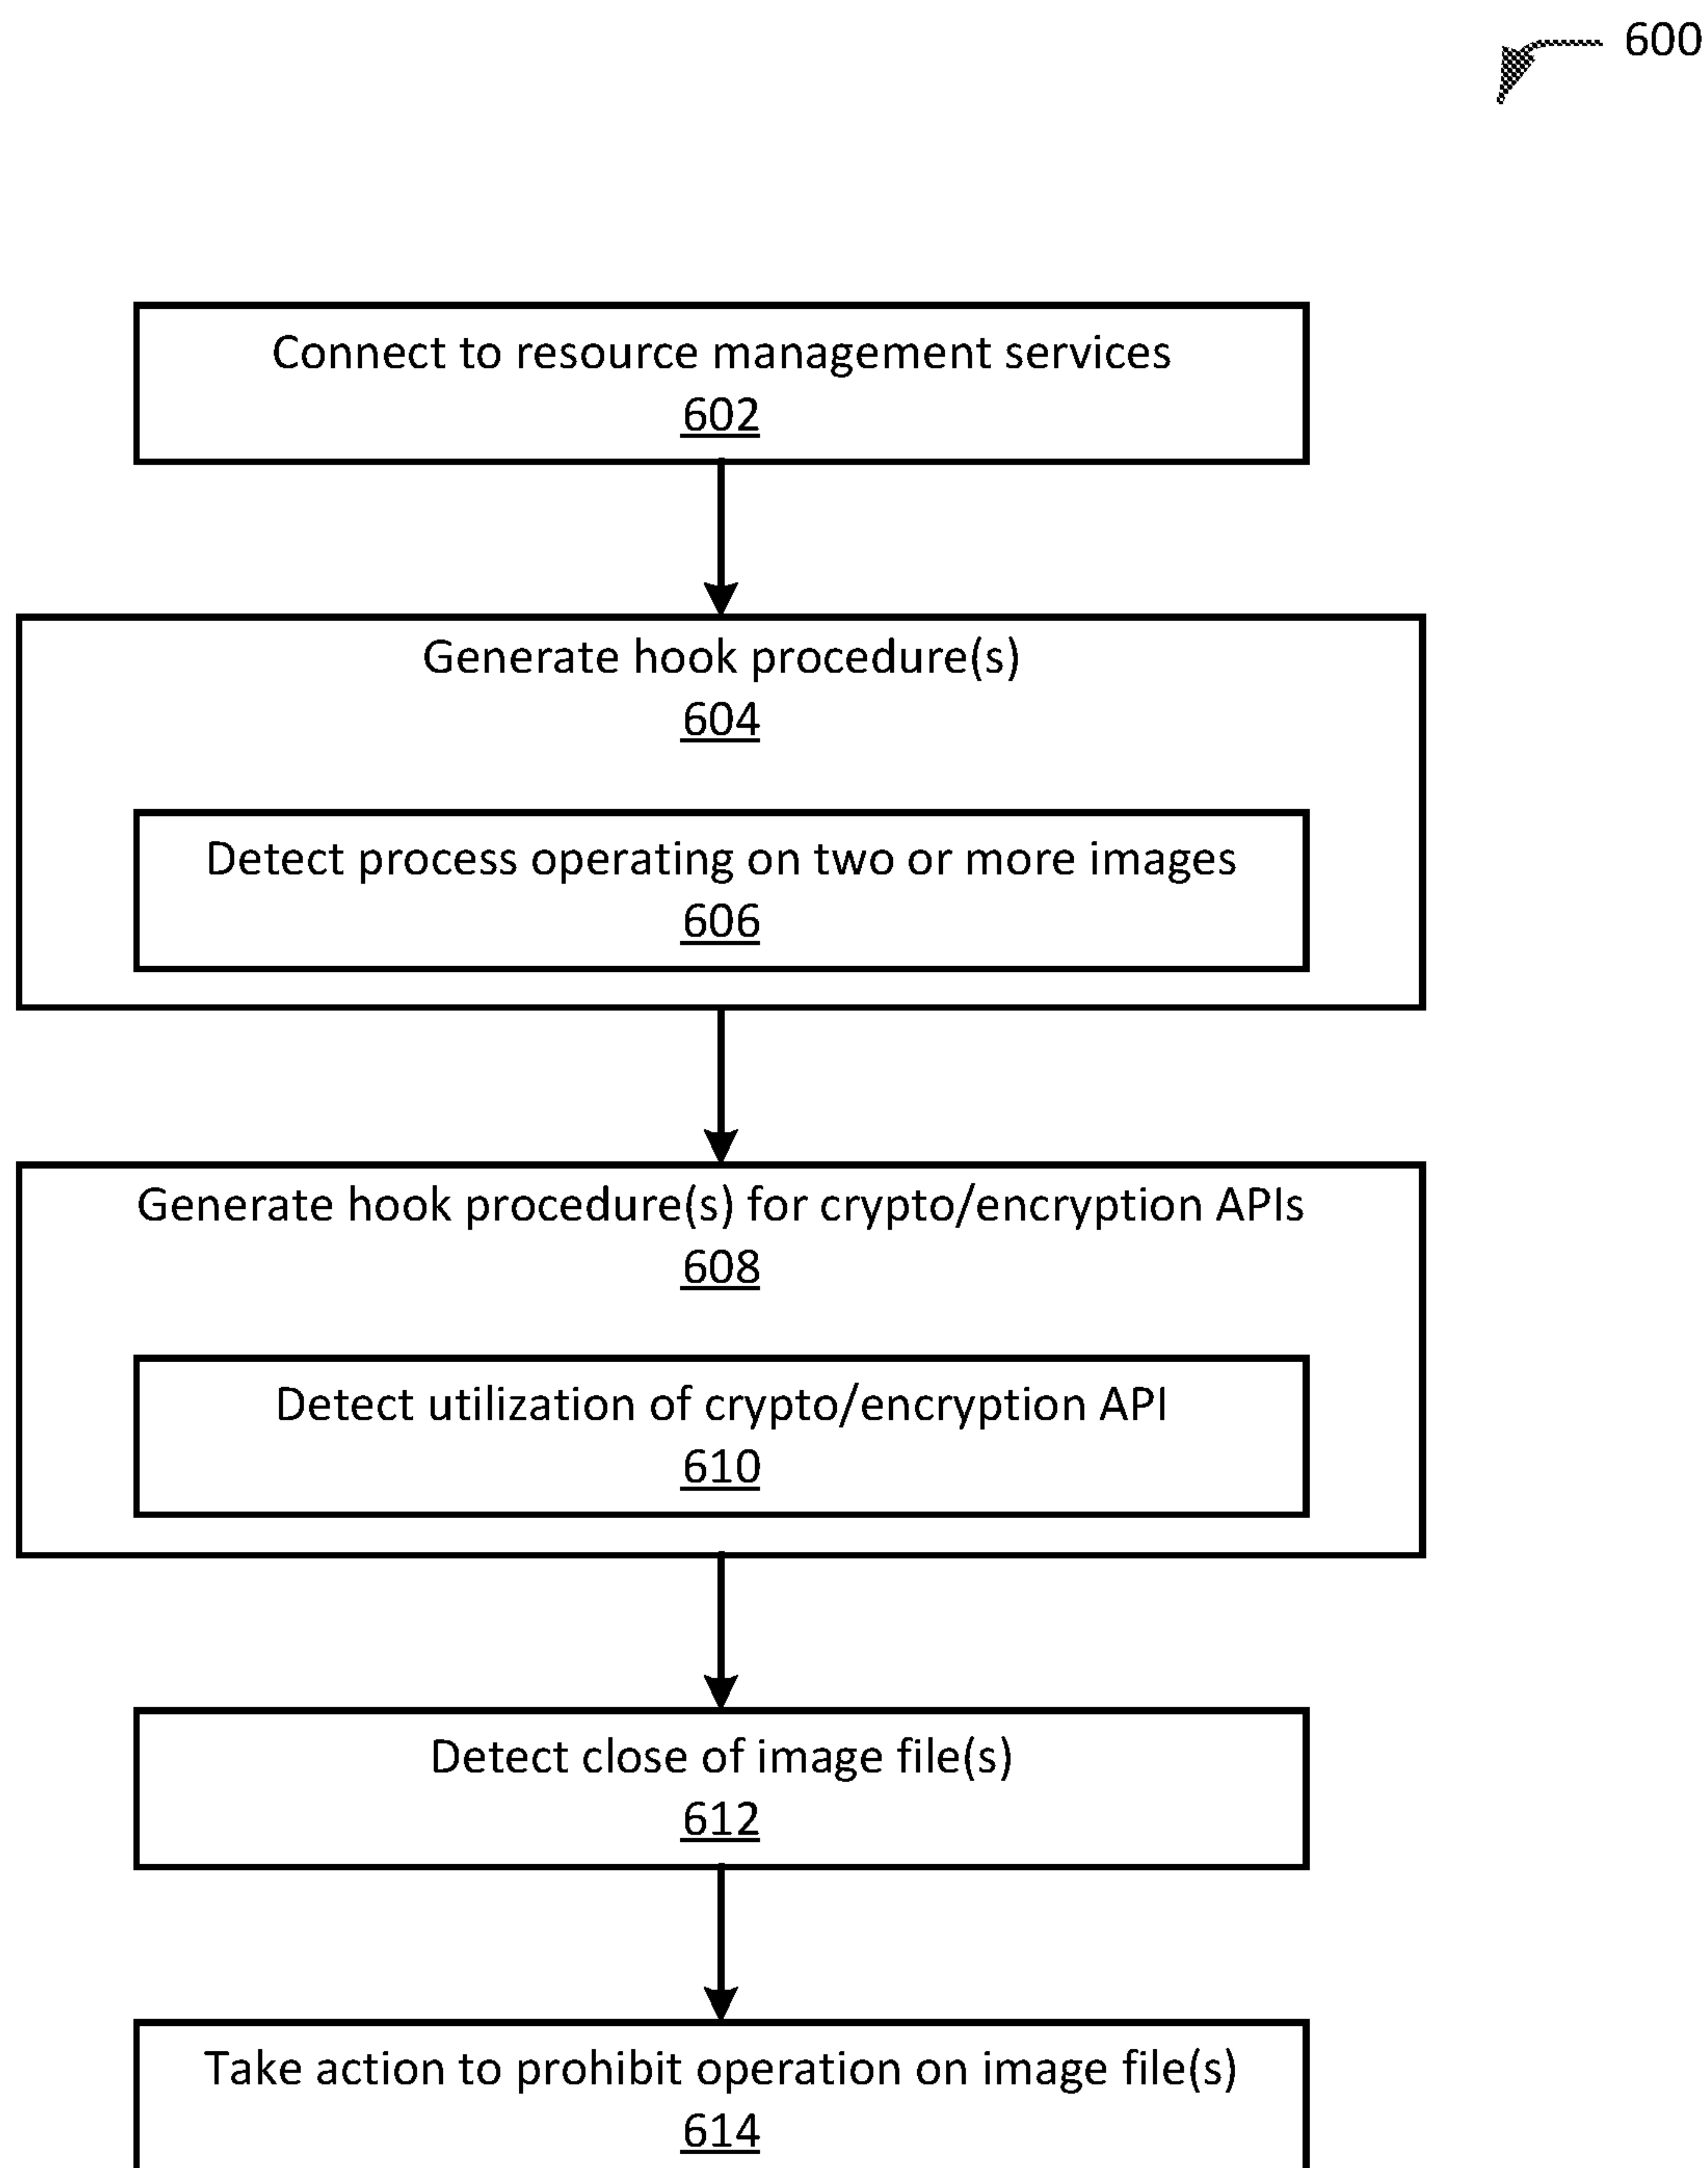 600
Connect to resource management services
602
Generate hook procedure(s)
604
Detect process operating on two or more images
606
Generate hook procedure(s) for crypto/encryption APIs
608
Detect utilization of crypto/encryption API
610
Detect close of image file(s)
612
Take action to prohibit operation on image file(s)
614